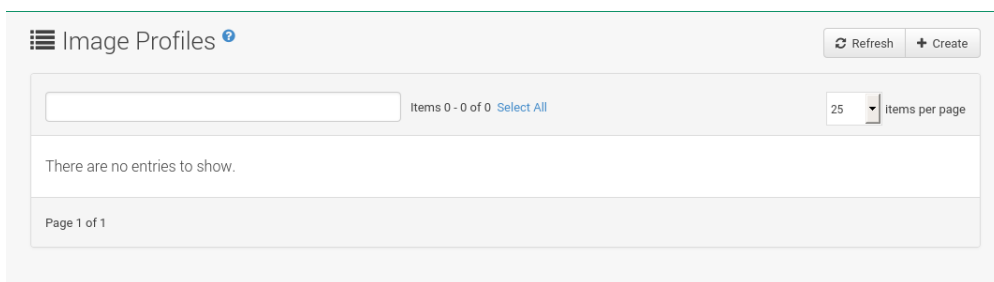 Image Profiles ?
Refresh + Create
Items 0 - 0 of 0 Select All
25 items per page
There are no entries to show.
Page 1 of 1